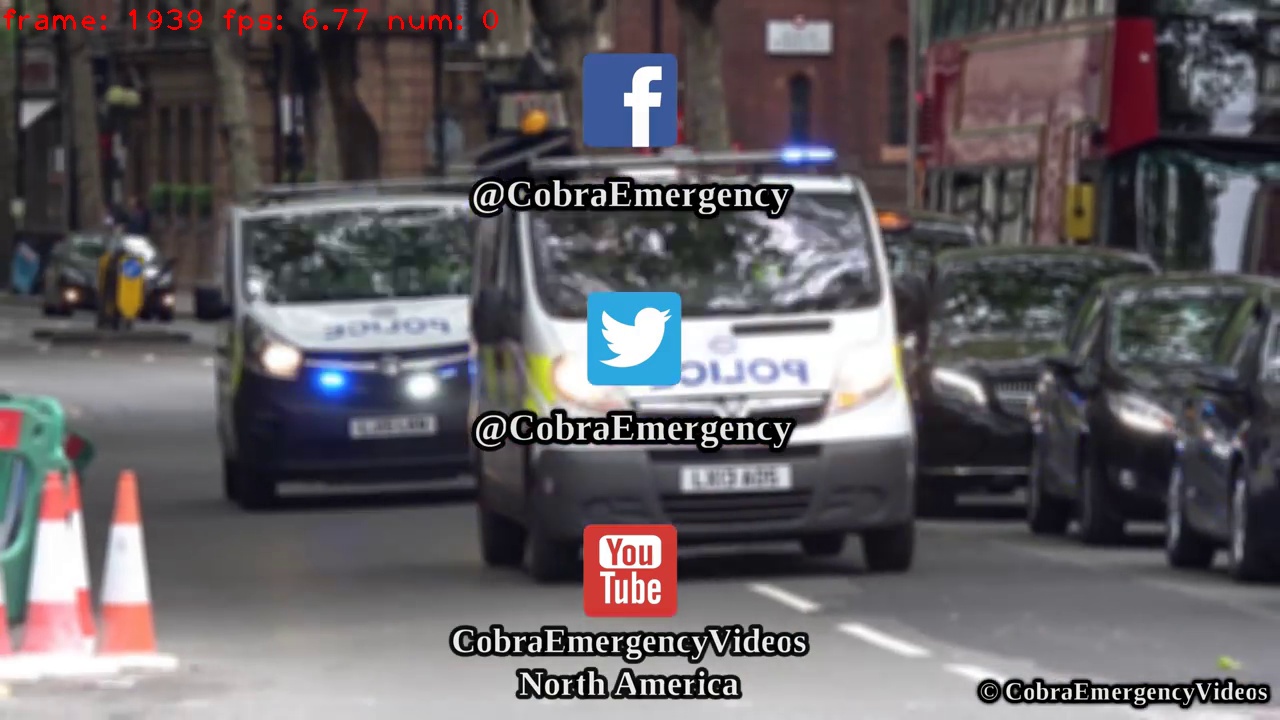 frame: 1939 fps: 6.77 num: 0
f
@CobraEmergency
POLICE
POLICE
@CobraEmergency
You
Tube
CobraEmergencyVideos
North America
© CobraEmergencyVideos